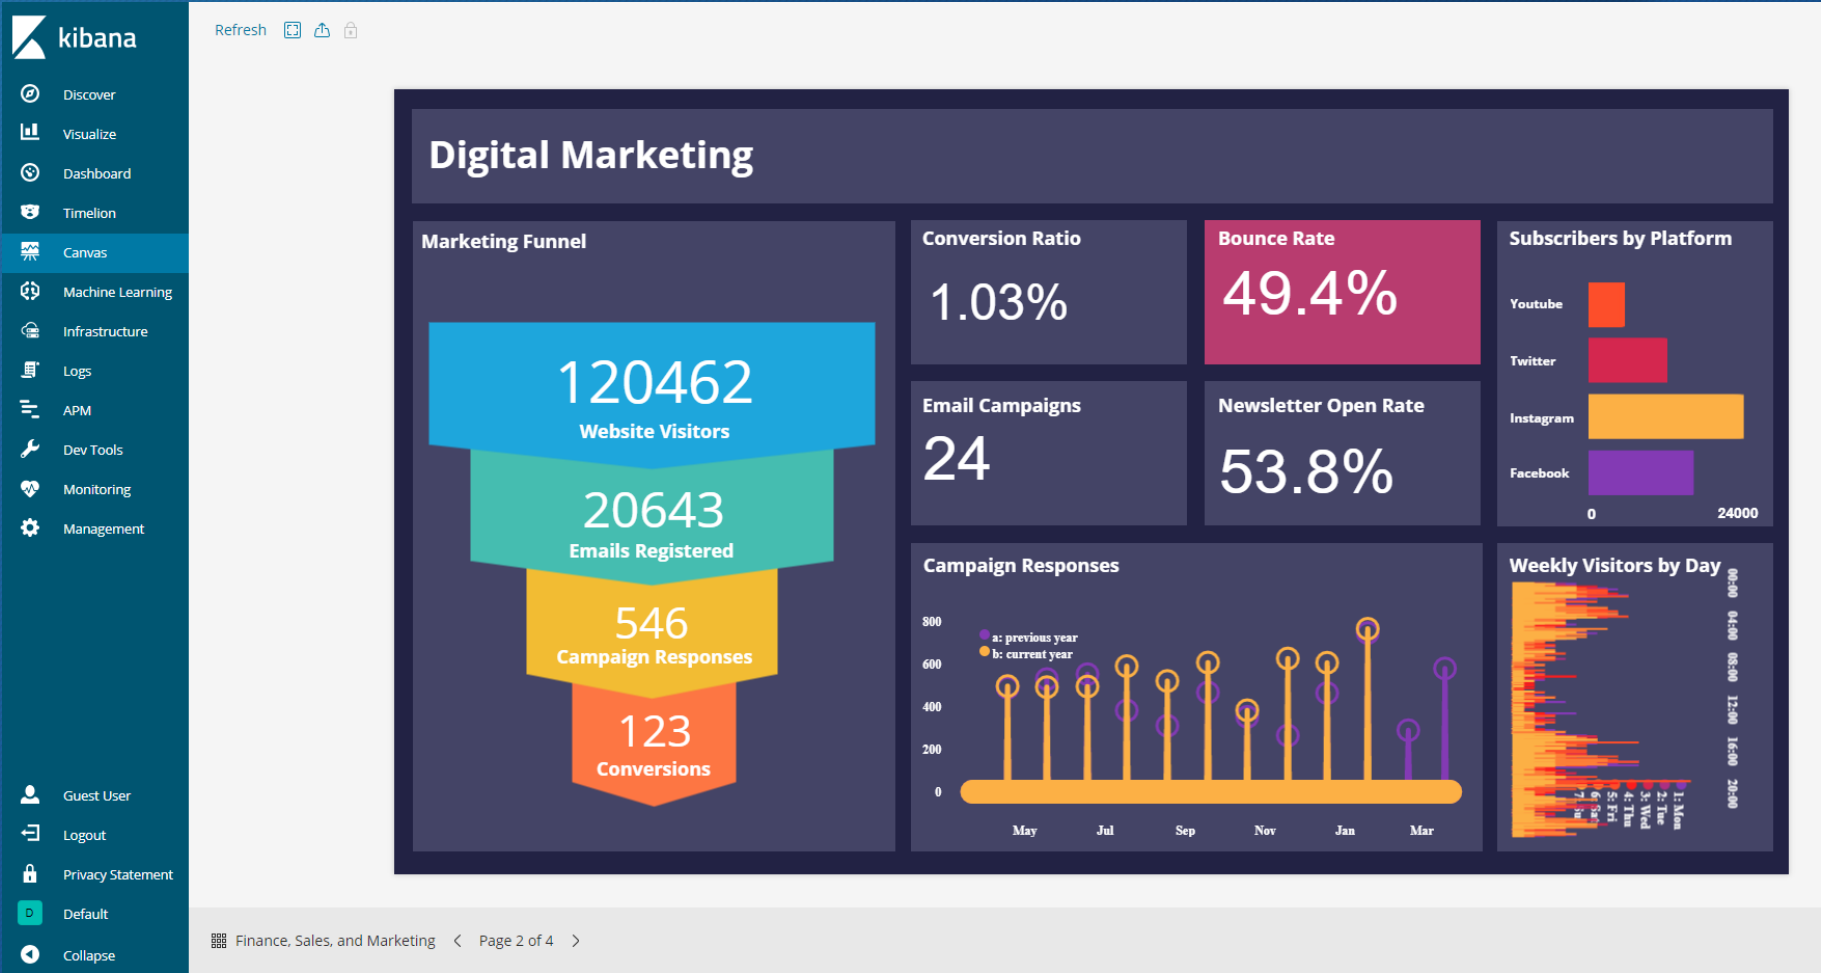 kibana
Discover
Visualize
Dashboard
Timelion
Canvas
Machine Learning
Infrastructure
Logs
APM
Dev Tools
Monitoring
Management
Guest User
Logout
Privacy Statement
D
Default
Collapse
Refresh
Digital Marketing
Marketing Funnel
120462
Website Visitors
20643
Emails Registered
546
Campaign Responses
123
Conversions
Conversion Ratio
1.03%
Bounce Rate
49.4%
Email Campaigns
24
Newsletter Open Rate
53.8%
Subscribers by Platform
Youtube
Twitter
Instagram
Facebook
0 24000
Campaign Responses
800
600
400
200
0
a: previous year
b: current year
May Jul Sep Nov Jan Mar
Weekly Visitors by Day
00:00
04:00
08:00
12:00
16:00
20:00
1: Mon
2: Tue
3: Wed
4: Thu
5: Fri
Finance, Sales, and Marketing
Page 2 of 4